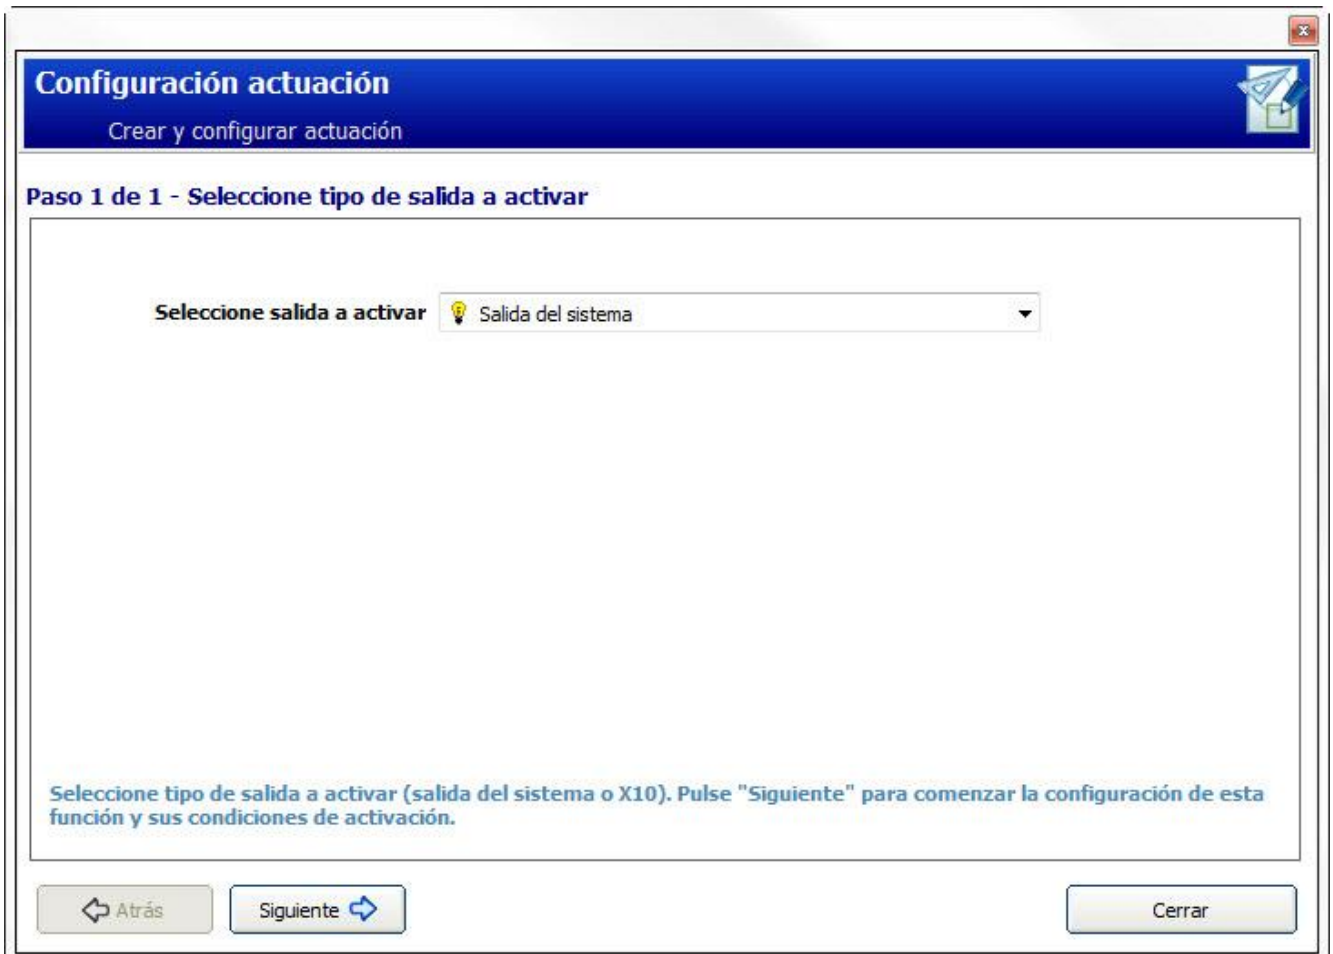 Configuración actuación
Crear y configurar actuación
Paso 1 de 1 - Seleccione tipo de salida a activar
Seleccione salida a activar Salida del sistema
Seleccione tipo de salida a activar (salida del sistema o X10). Pulse "Siguiente" para comenzar la configuración de esta
función y sus condiciones de activación.
Atrás Siguiente Cerrar